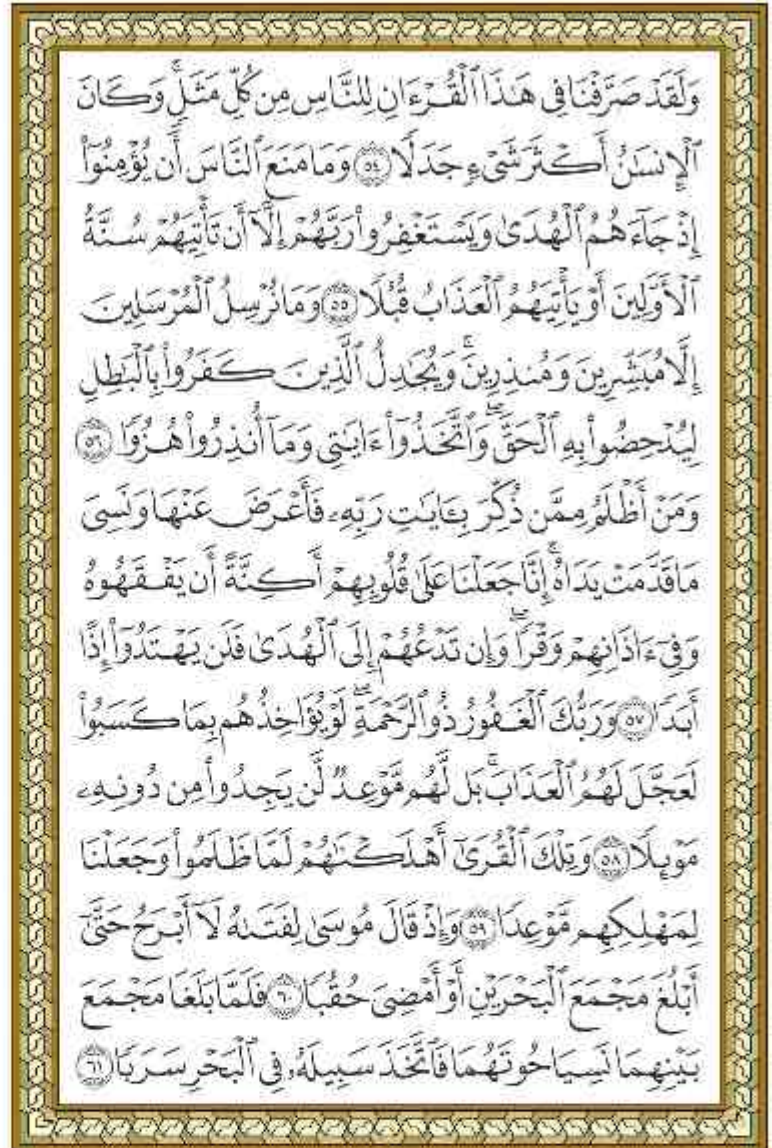 وَلَقَدْ صَرَّفْنَا فِي هَٰذَا ٱلْقُرْءَانِ لِلنَّاسِ مِن كُلِّ مَثَلٍۚ وَكَانَ
ٱلْإِنسَٰنُ أَكْثَرَ شَىْءٍ جَدَلًا ﴿٥٤﴾ وَمَا مَنَعَ ٱلنَّاسَ أَن يُؤْمِنُوٓا۟
إِذْ جَآءَهُمُ ٱلْهُدَىٰ وَيَسْتَغْفِرُوا۟ رَبَّهُمْ إِلَّآ أَن تَأْتِيَهُمْ سُنَّةُ
ٱلْأَوَّلِينَ أَوْ يَأْتِيَهُمُ ٱلْعَذَابُ قُبُلًا ﴿٥٥﴾ وَمَا نُرْسِلُ ٱلْمُرْسَلِينَ
إِلَّا مُبَشِّرِينَ وَمُنذِرِينَۚ وَيُجَٰدِلُ ٱلَّذِينَ كَفَرُوا۟ بِٱلْبَٰطِلِ
لِيُدْحِضُوا۟ بِهِ ٱلْحَقَّۖ وَٱتَّخَذُوٓا۟ ءَايَٰتِى وَمَآ أُنذِرُوا۟ هُزُوًا ﴿٥٦﴾
وَمَنْ أَظْلَمُ مِمَّن ذُكِّرَ بِـَٔايَٰتِ رَبِّهِۦ فَأَعْرَضَ عَنْهَا وَنَسِىَ
مَا قَدَّمَتْ يَدَاهُۚ إِنَّا جَعَلْنَا عَلَىٰ قُلُوبِهِمْ أَكِنَّةً أَن يَفْقَهُوهُ
وَفِىٓ ءَاذَانِهِمْ وَقْرًاۖ وَإِن تَدْعُهُمْ إِلَى ٱلْهُدَىٰ فَلَن يَهْتَدُوٓا۟ إِذًا
أَبَدًا ﴿٥٧﴾ وَرَبُّكَ ٱلْغَفُورُ ذُو ٱلرَّحْمَةِۖ لَوْ يُؤَاخِذُهُم بِمَا كَسَبُوا۟
لَعَجَّلَ لَهُمُ ٱلْعَذَابَۚ بَل لَّهُم مَّوْعِدٌ لَّن يَجِدُوا۟ مِن دُونِهِۦ
مَوْئِلًا ﴿٥٨﴾ وَتِلْكَ ٱلْقُرَىٰٓ أَهْلَكْنَٰهُمْ لَمَّا ظَلَمُوا۟ وَجَعَلْنَا
لِمَهْلِكِهِم مَّوْعِدًا ﴿٥٩﴾ وَإِذْ قَالَ مُوسَىٰ لِفَتَىٰهُ لَآ أَبْرَحُ حَتَّىٰٓ
أَبْلُغَ مَجْمَعَ ٱلْبَحْرَيْنِ أَوْ أَمْضِىَ حُقُبًا ﴿٦٠﴾ فَلَمَّا بَلَغَا مَجْمَعَ
بَيْنِهِمَا نَسِيَا حُوتَهُمَا فَٱتَّخَذَ سَبِيلَهُۥ فِى ٱلْبَحْرِ سَرَبًا ﴿٦١﴾